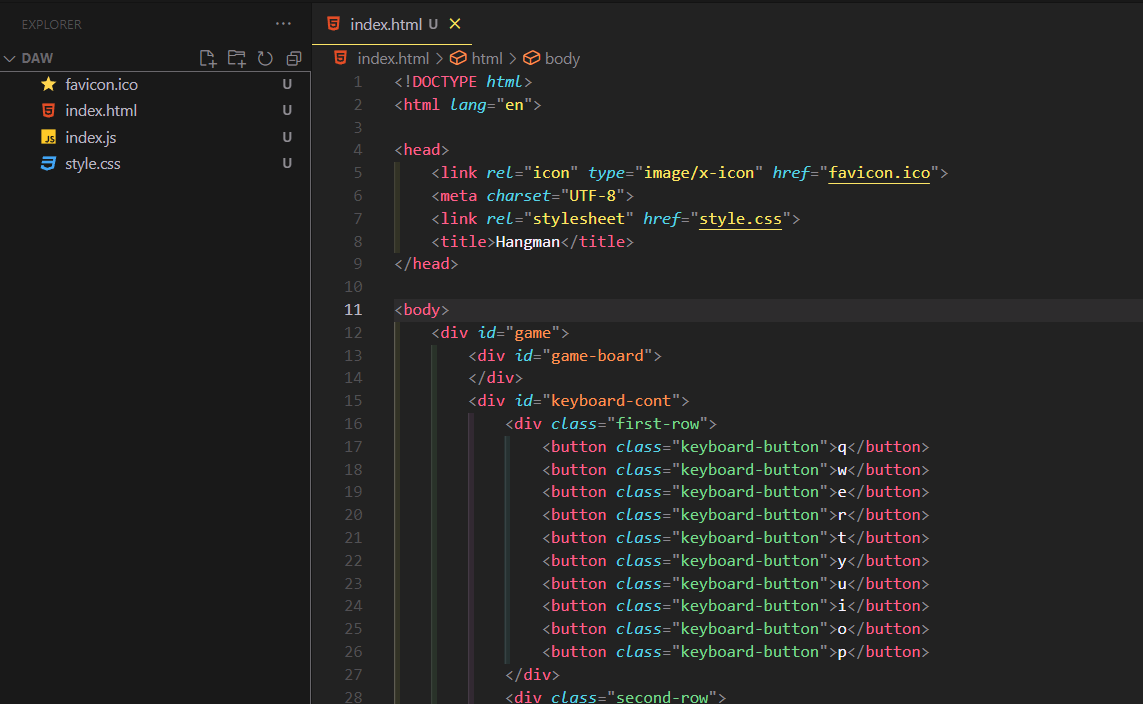 EXPLORER ...
DAW
favicon.ico U
index.html U
JS index.js U
style.css U
index.html U
index.html > html > body
1 <!DOCTYPE html>
2 <html lang="en">
3
4 <head>
5 <link rel="icon" type="image/x-icon" href="favicon.ico">
6 <meta charset="UTF-8">
7 <link rel="stylesheet" href="style.css">
8 <title>Hangman</title>
9 </head>
10
11 <body>
12 <div id="game">
13 <div id="game-board">
14 </div>
15 <div id="keyboard-cont">
16 <div class="first-row">
17 <button class="keyboard-button">q</button>
18 <button class="keyboard-button">w</button>
19 <button class="keyboard-button">e</button>
20 <button class="keyboard-button">r</button>
21 <button class="keyboard-button">t</button>
22 <button class="keyboard-button">y</button>
23 <button class="keyboard-button">u</button>
24 <button class="keyboard-button">i</button>
25 <button class="keyboard-button">o</button>
26 <button class="keyboard-button">p</button>
27 </div>
28 <div class="second-row">